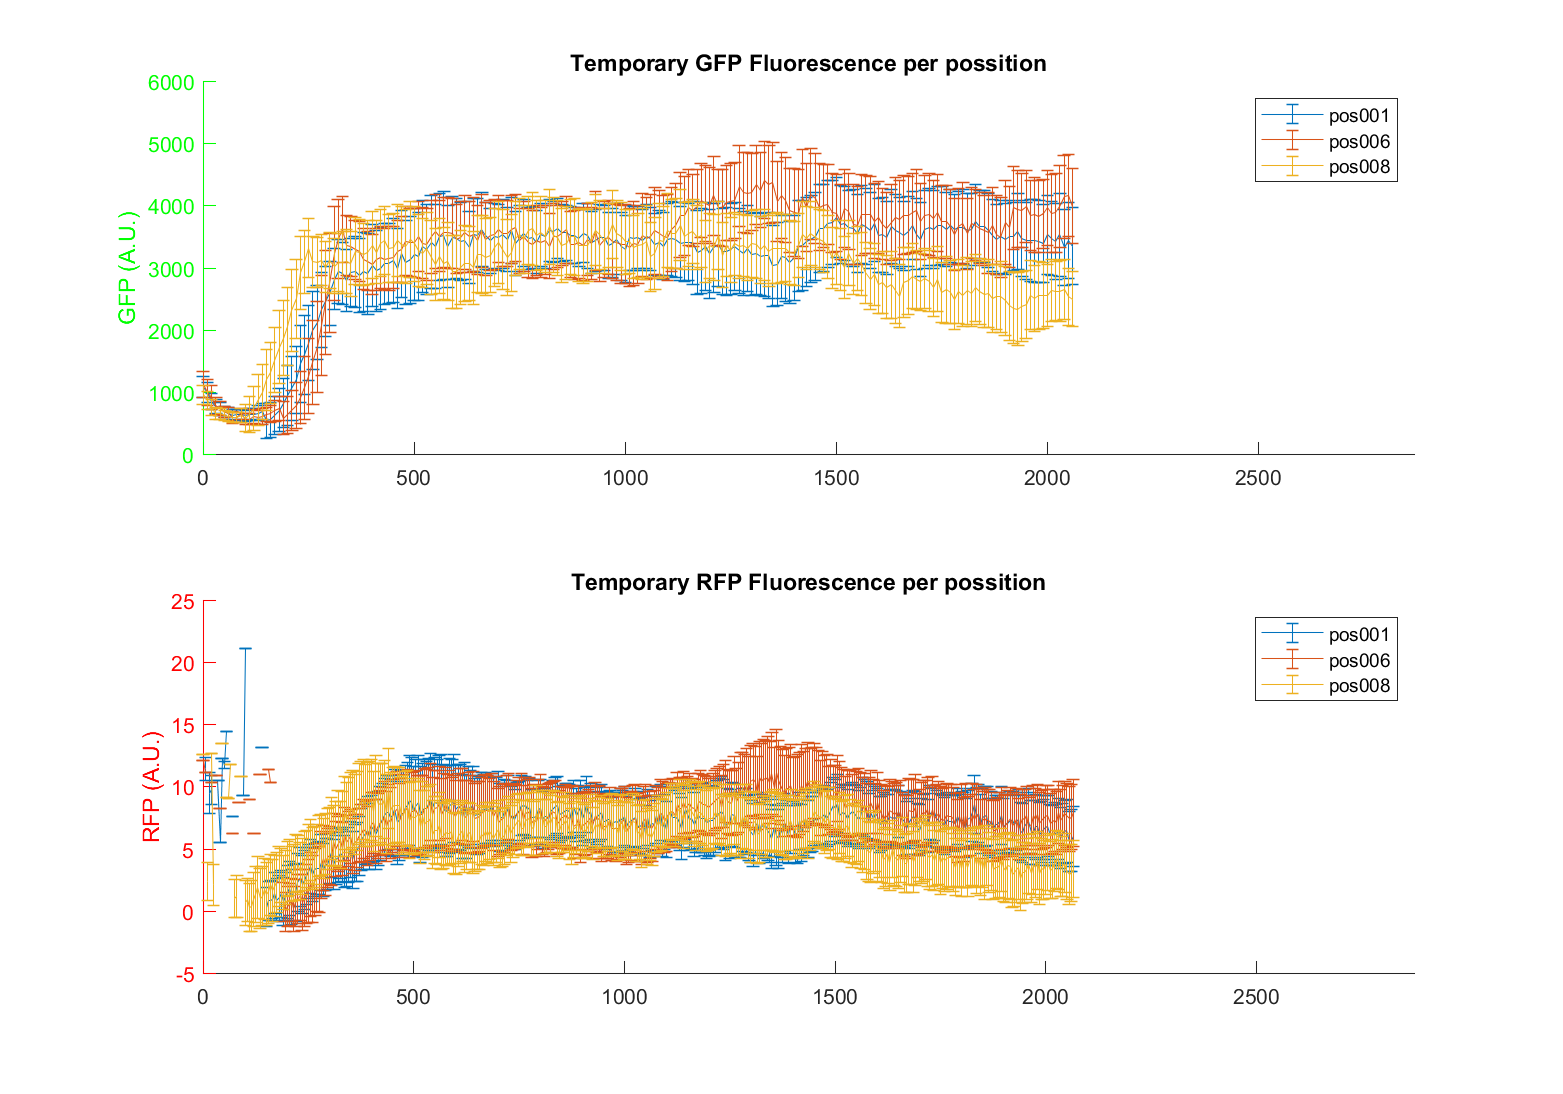 Temporary GFP Fluorescence per possition
6000
5000
4000
3000
2000
1000
0
GFP (A.U.)
0 500 1000 1500 2000 2500
pos001
pos006
pos008
Temporary RFP Fluorescence per possition
25
20
15
10
5
0
-5
RFP (A.U.)
0 500 1000 1500 2000 2500
pos001
pos006
pos008